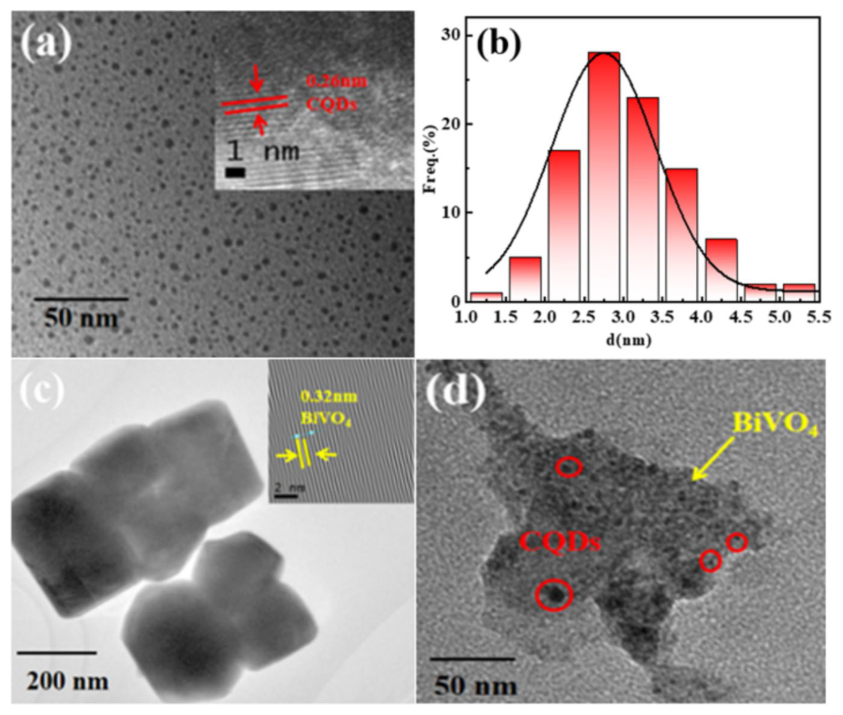 (a)
0.26nm
CQDs
1 nm
50 nm
(b)
Freq.(%)
30
20
10
0
1.0 1.5 2.0 2.5 3.0 3.5 4.0 4.5 5.0 5.5
d(nm)
(c)
0.32nm
BiVO₄
2 nm
200 nm
(d)
BiVO₄
CQDs
50 nm